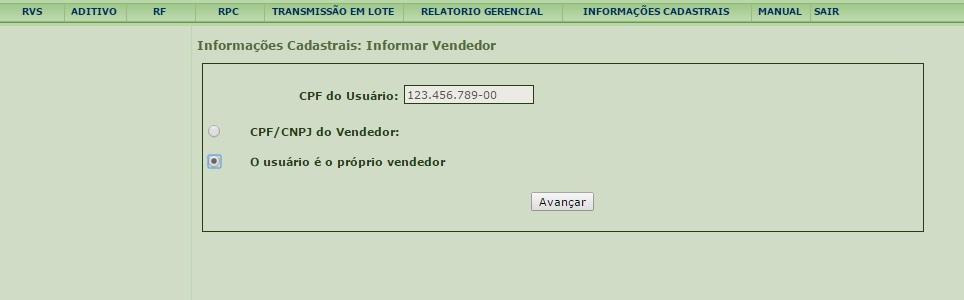 RVS ADITIVO RF RPC TRANSMISSÃO EM LOTE RELATORIO GERENCIAL INFORMAÇÕES CADASTRAIS MANUAL SAIR
Informações Cadastrais: Informar Vendedor
CPF do Usuário: 123.456.789-00
CPF/CNPJ do Vendedor:
O usuário é o próprio vendedor
Avançar